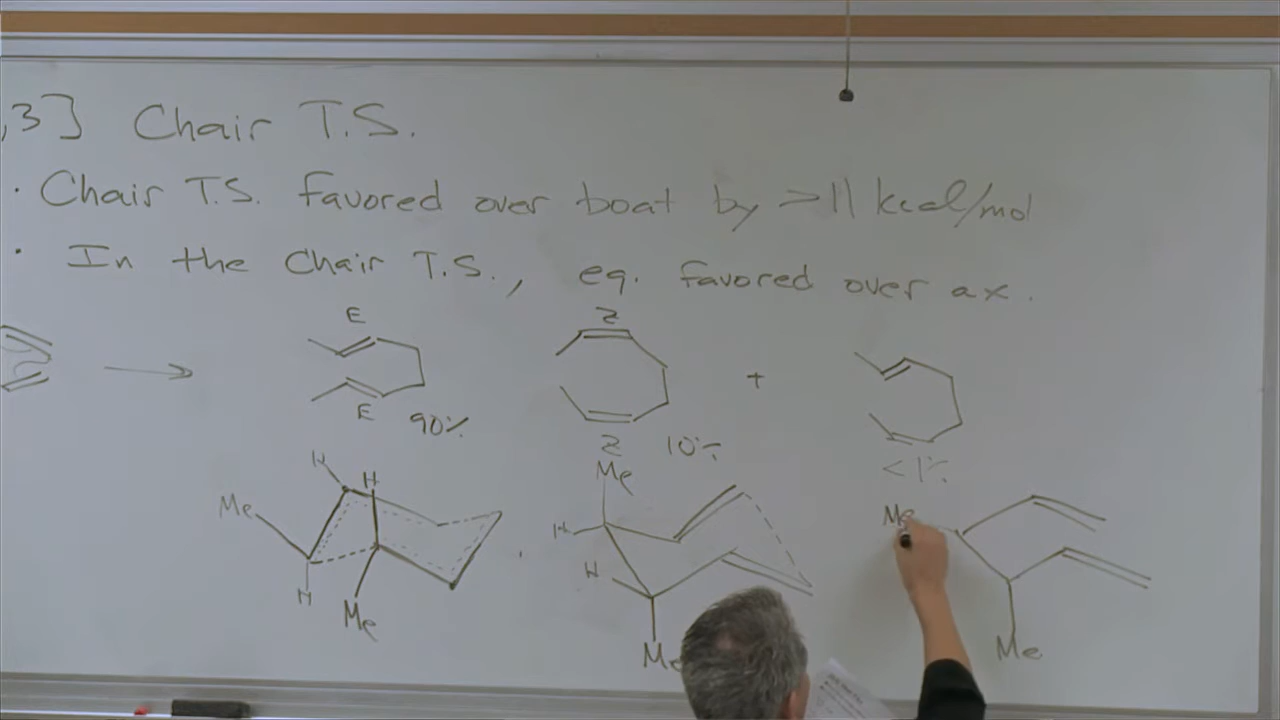 ,3] Chair T.S.
· Chair T.S. favored over boat by >11 kcal/mol
· In the Chair T.S., eq. favored over ax.
E
Z
+
E 90%
Z 10%
<1%
H H Me
Me H
H Me
Me
H Me
Me
Me